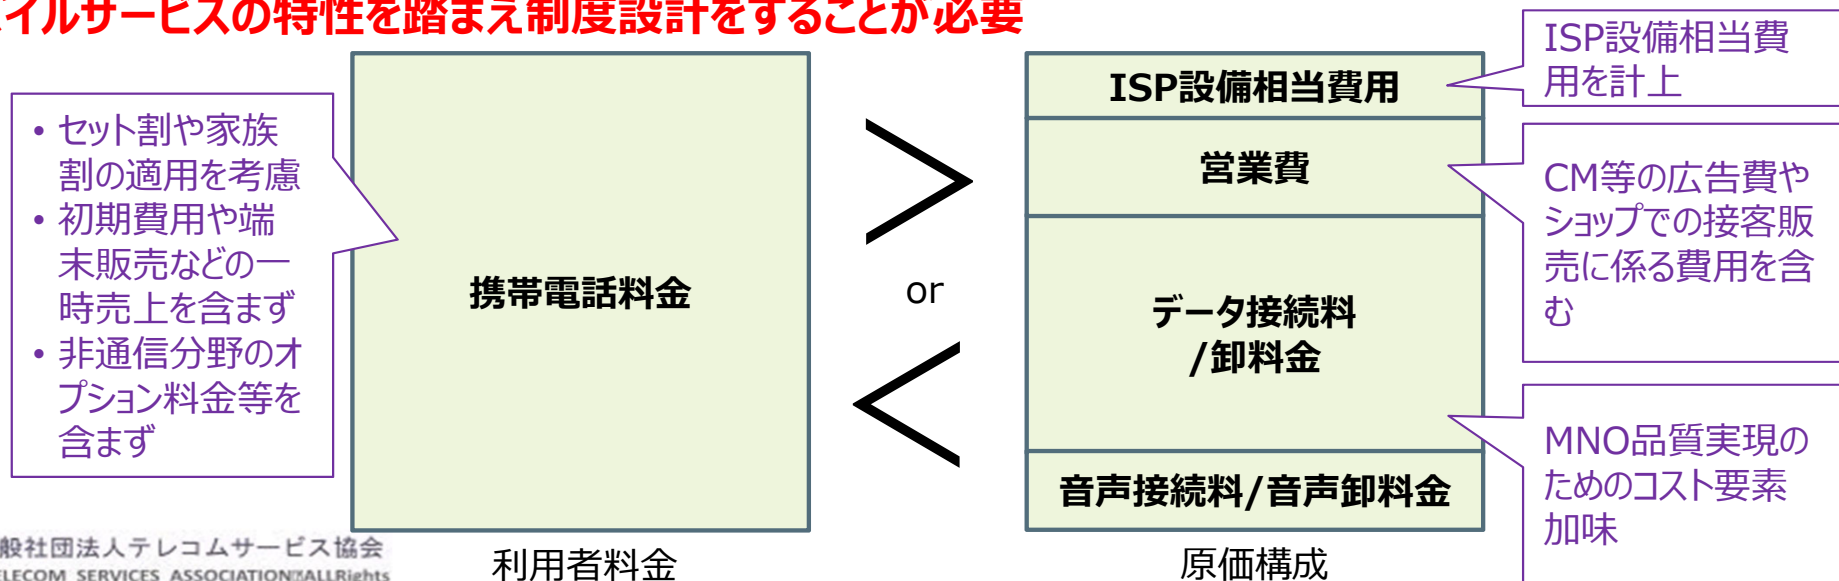 イルサービスの特性を踏まえ制度設計をすることが必要
ISP設備相当費
用を計上
• セット割や家族
割の適用を考慮
• 初期費用や端
末販売などの一
時売上を含まず
• 非通信分野のオ
プション料金等を
含まず
携帯電話料金
利用者料金
>
or
<
ISP設備相当費用
営業費
データ接続料
/卸料金
音声接続料/音声卸料金
原価構成
CM等の広告費や
ショップでの接客販
売に係る費用を含
む
MNO品質実現の
ためのコスト要素
加味
般社団法人テレコムサービス協会
ELECOM SERVICES ASSOCIATION ALLRights